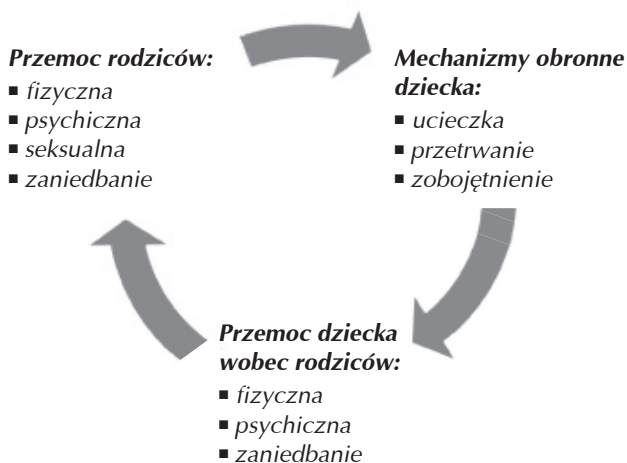 Przemoc rodziców:
■ fizyczna
■ psychiczna
■ seksualna
■ zaniedbanie
Mechanizmy obronne
dziecka:
■ ucieczka
■ przetrwanie
■ zobojętnienie
Przemoc dziecka
wobec rodziców:
■ fizyczna
■ psychiczna
■ zaniedbanie